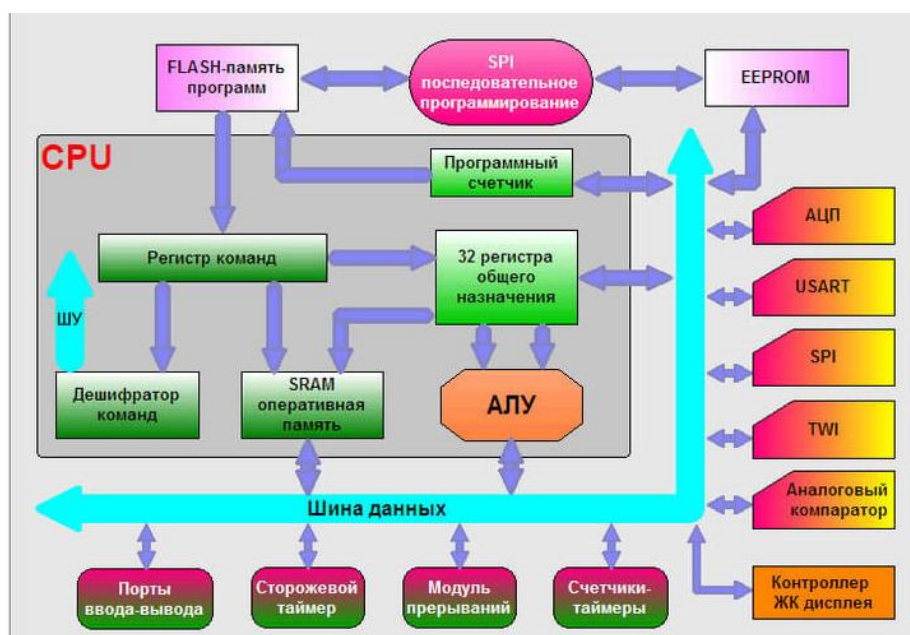 FLASH-память
программ
SPI
последовательное
программирование
EEPROM
CPU
Программный
счетчик
АЦП
Регистр команд
32 регистра
общего
назначения
USART
ШУ
SPI
Дешифратор
команд
SRAM
оперативная
память
АЛУ
TWI
Шина данных
Аналоговый
компаратор
Порты
ввода-вывода
Сторожевой
таймер
Модуль
прерываний
Счетчики-
таймеры
Контроллер
ЖК дисплея